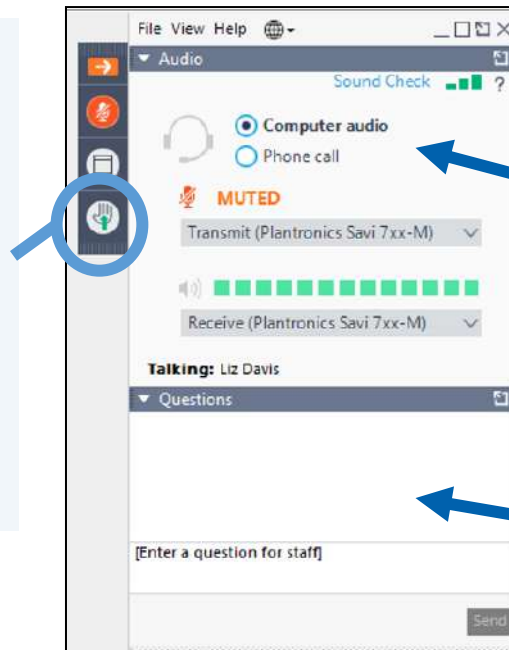 File View Help
Audio
Sound Check ?
Computer audio
Phone call
MUTED
Transmit (Plantronics Savi 7xx-M)
Receive (Plantronics Savi 7xx-M)
Talking: Liz Davis
Questions
[Enter a question for staff]
Send